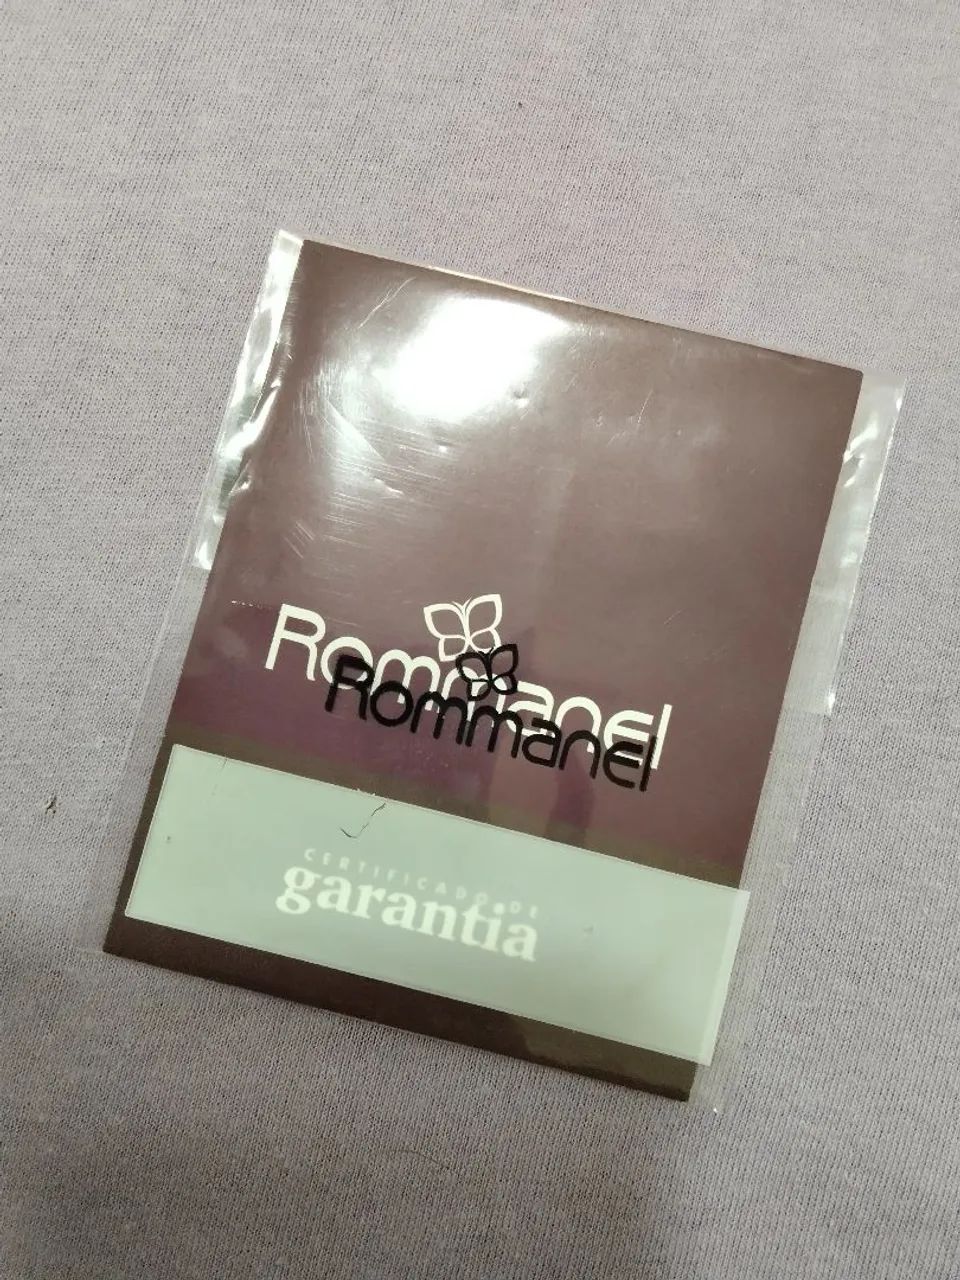 Rommanel
Rommanel
CERTIFICADO DE
garantia